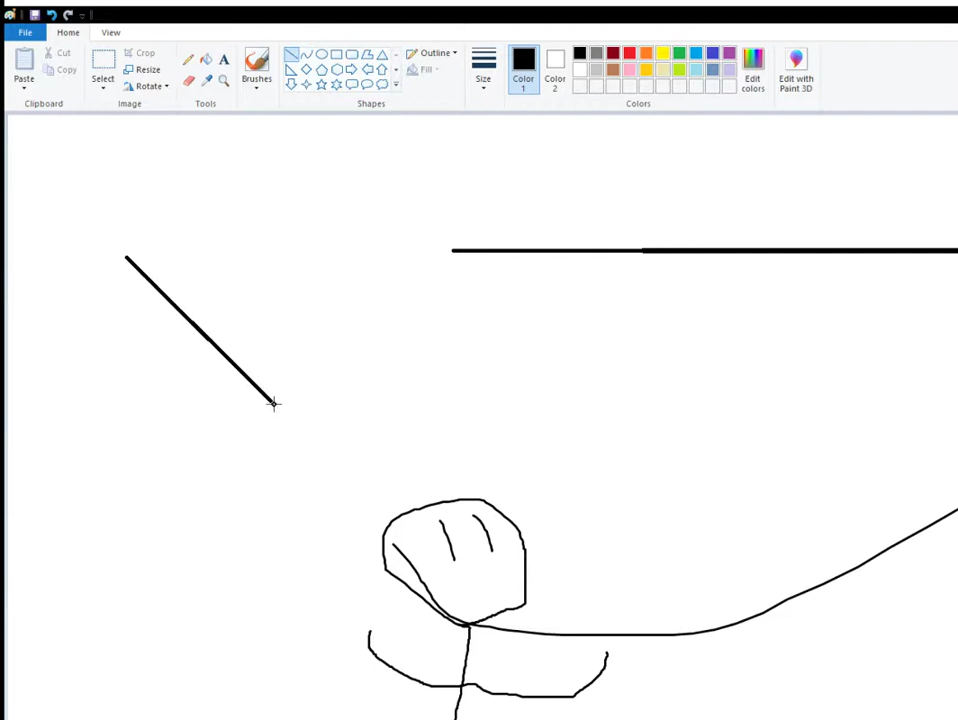 File Home View
Cut Crop Outline
Copy Resize Fill
Paste Select Rotate Brushes Size Color 1 Color 2 Edit colors Edit with Paint 3D
Clipboard Image Tools Shapes Colors